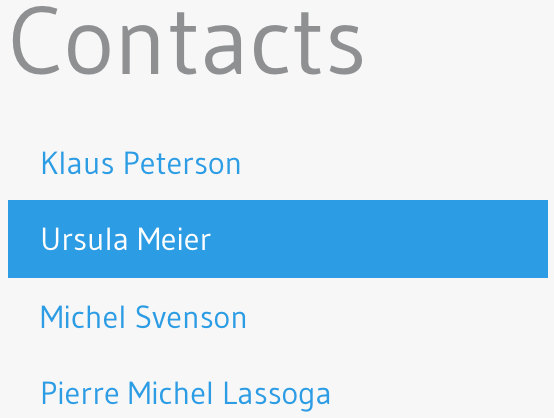 Contacts
Klaus Peterson
Ursula Meier
Michel Svenson
Pierre Michel Lassoga